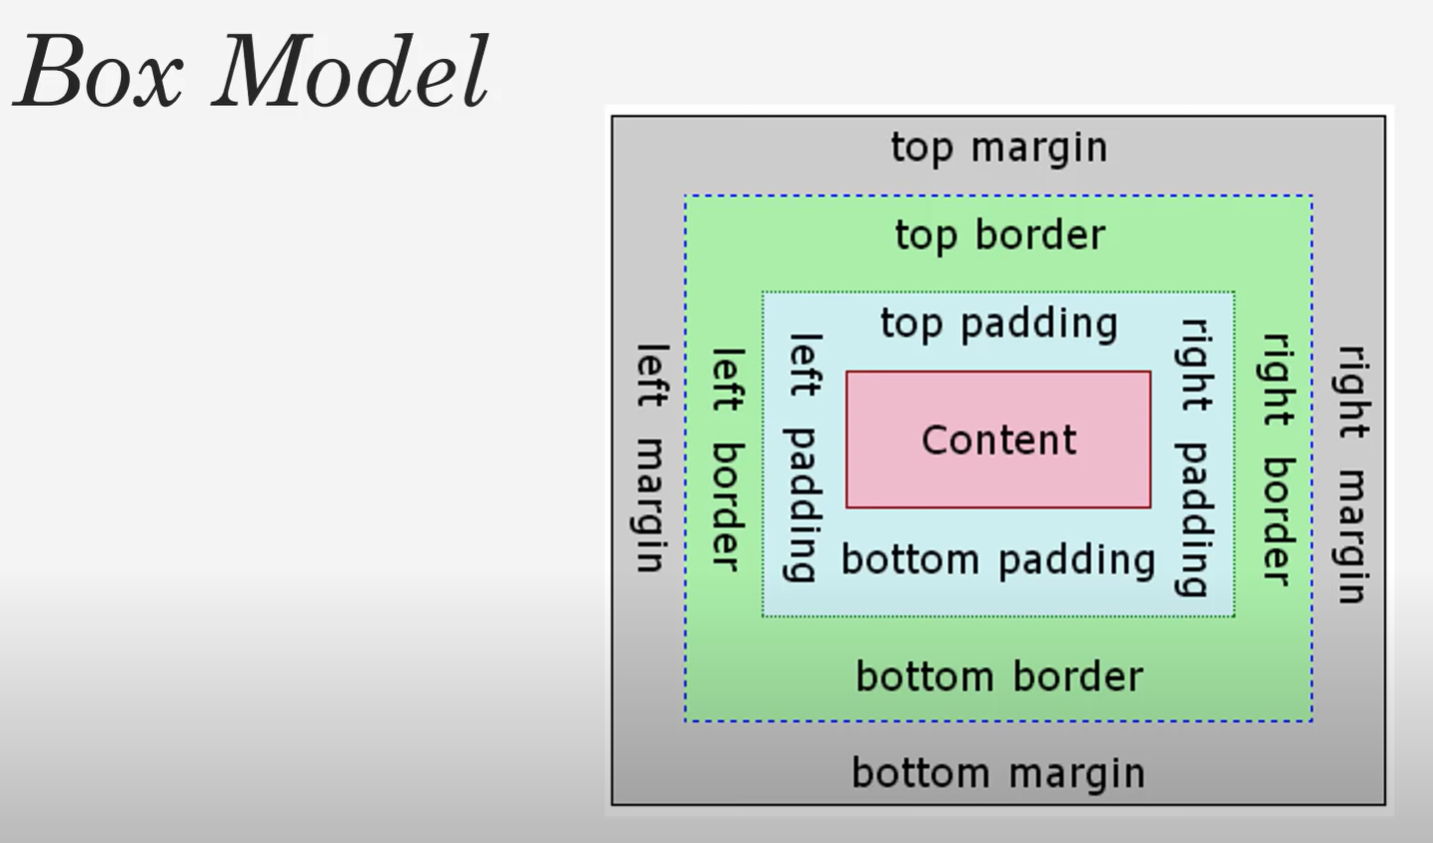 Box Model
top margin
top border
top padding
left margin
left border
left padding
Content
right padding
right border
right margin
bottom padding
bottom border
bottom margin